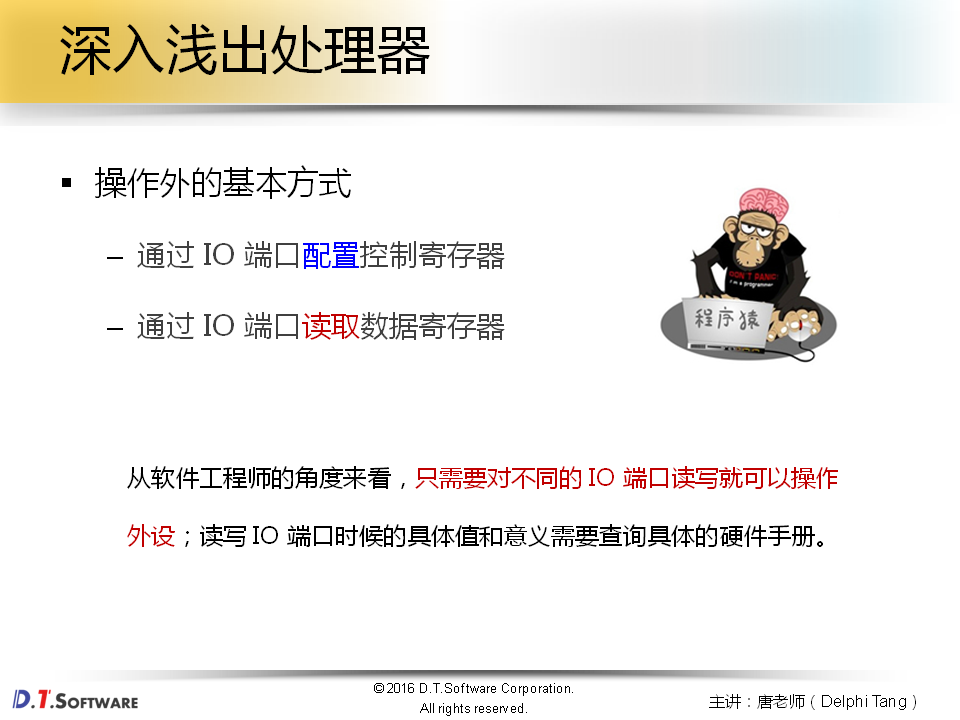 深入浅出处理器
▪ 操作外的基本方式
– 通过 IO 端口配置控制寄存器
– 通过 IO 端口读取数据寄存器
DON'T PANIC!
I'm a programmer
程序猿
从软件工程师的角度来看，只需要对不同的 IO 端口读写就可以操作
外设；读写 IO 端口时候的具体值和意义需要查询具体的硬件手册。
D.T.SOFTWARE
© 2016 D.T.Software Corporation.
All rights reserved.
主讲：唐老师（Delphi Tang）